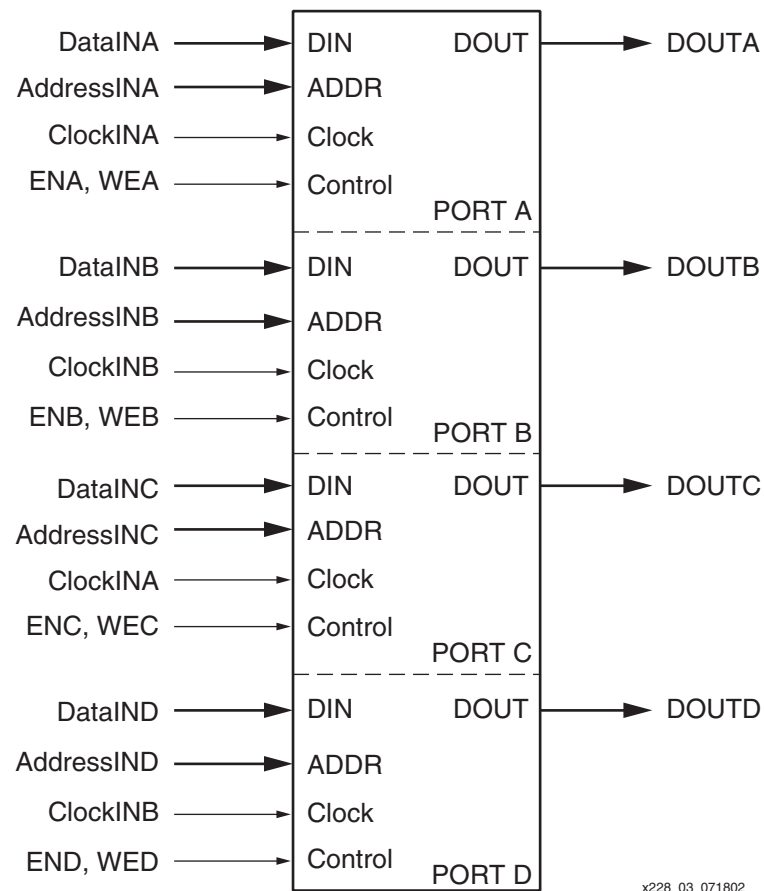 DataINA DIN DOUT DOUTA
AddressINA ADDR
ClockINA Clock
ENA, WEA Control
PORT A
DataINB DIN DOUT DOUTB
AddressINB ADDR
ClockINB Clock
ENB, WEB Control
PORT B
DataINC DIN DOUT DOUTC
AddressINC ADDR
ClockINA Clock
ENC, WEC Control
PORT C
DataIND DIN DOUT DOUTD
AddressIND ADDR
ClockINB Clock
END, WED Control
PORT D
x228_03_071802